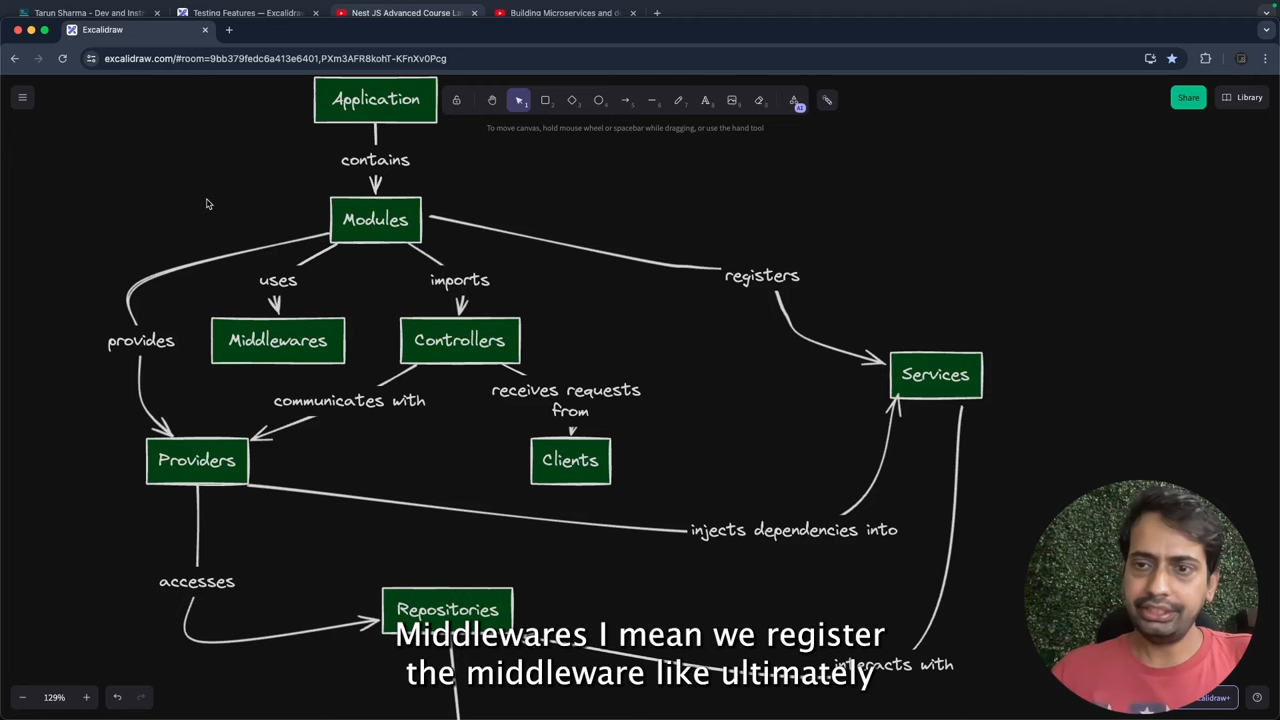 Tarun Sharma - Dev and Inst
Testing Features — Excalidraw
Nest JS Advanced Course La
Building Microservices and d
Excalidraw
excalidraw.com/#room=9bb379fedc6a413e6401,PXm3AFR8kohT-KFnXv0Pcg
Share
Library
To move canvas, hold mouse wheel or spacebar while dragging, or use the hand tool
Application
contains
Modules
uses
imports
registers
provides
Middlewares
Controllers
Services
communicates with
receives requests
from
Providers
Clients
injects dependencies into
accesses
Repositories
interacts with
Middlewares I mean we register
the middleware like ultimately
129%
calidraw+